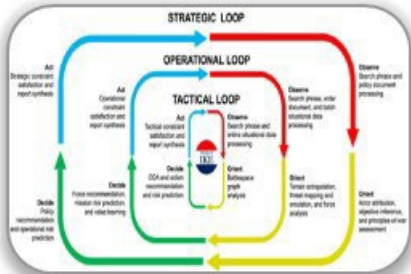 STRATEGIC LOOP
Act
Strategic constraint
satisfaction and
report synthesis
Observe
Search phrase and
policy document
processing
OPERATIONAL LOOP
Act
Operational
constraint
satisfaction and
report synthesis
Observe
Search phrase, order
document, and batch
situational data
processing
TACTICAL LOOP
Act
Tactical constraint
satisfaction and
report synthesis
Observe
Search phrase and
online situational data
processing
Decide
COA and action
recommendation
and risk prediction
Orient
Battlespace
graph
analysis
Decide
Force recommendation,
mission risk prediction
and value learning
Orient
Terrain extrapolation,
threat mapping and
emulation, and force
analysis
Decide
Policy
recommendation
and operational risk
prediction
Orient
Actor attribution,
objective inference,
and principles of war
assessment